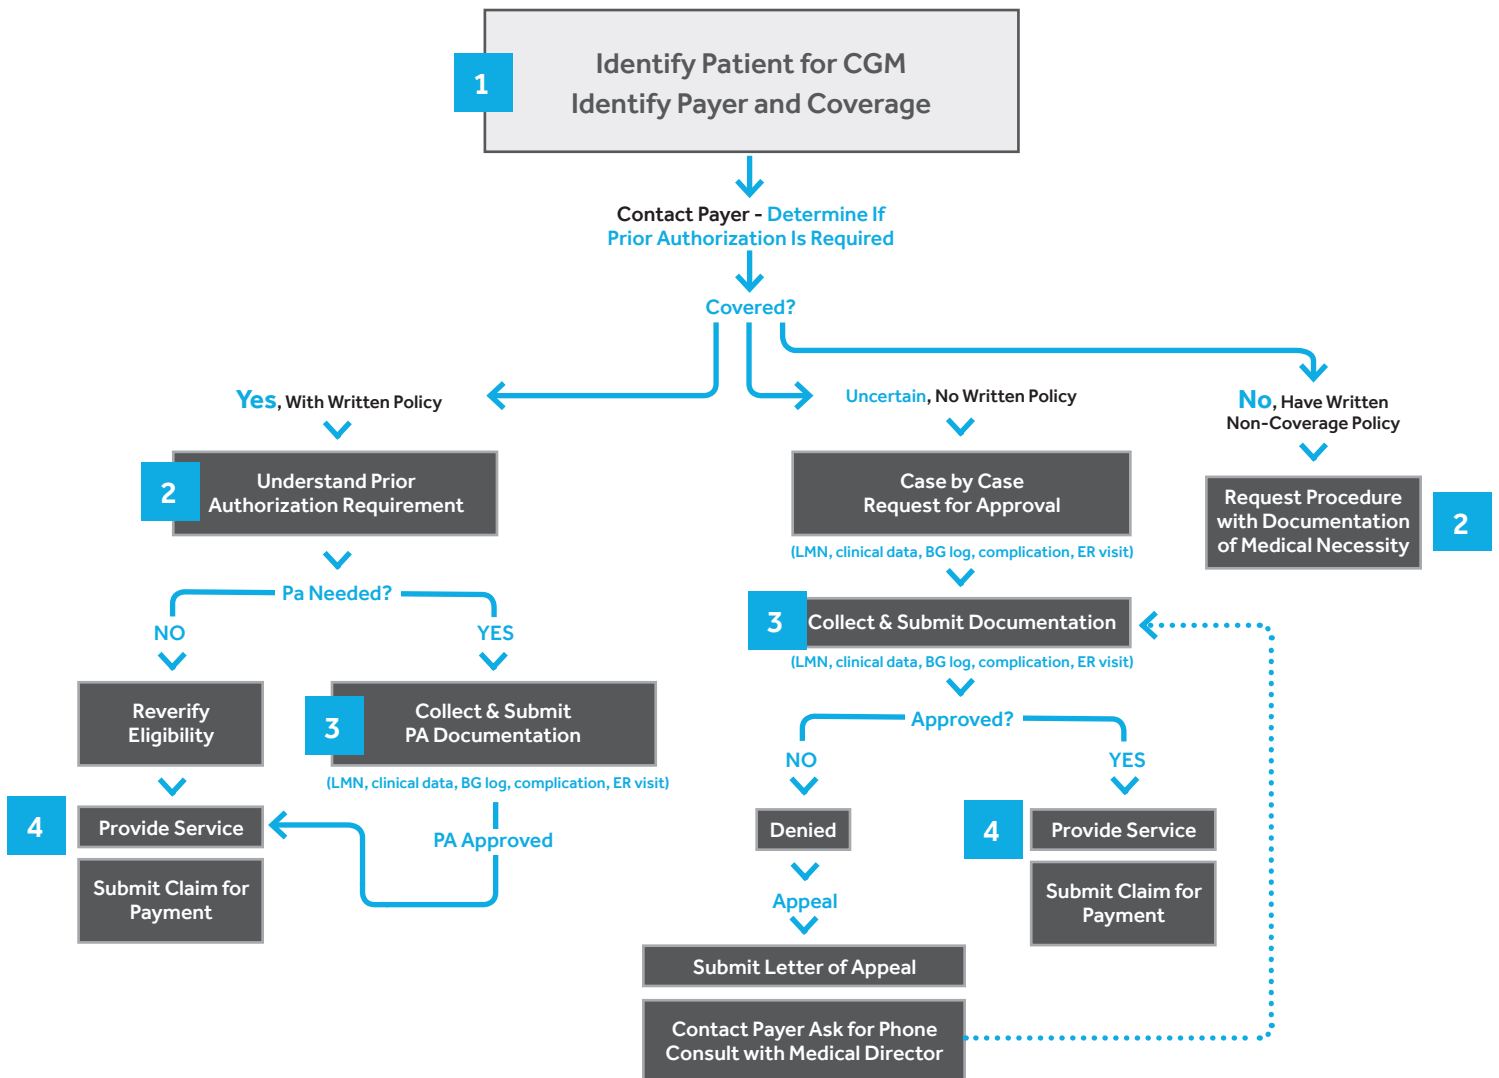 1
Identify Patient for CGM
Identify Payer and Coverage
Contact Payer - Determine If
Prior Authorization Is Required
Covered?
Yes, With Written Policy
2
Understand Prior
Authorization Requirement
Pa Needed?
NO
YES
Reverify
Eligibility
3
Collect & Submit
PA Documentation
(LMN, clinical data, BG log, complication, ER visit)
PA Approved
4
Provide Service
Submit Claim for
Payment
Uncertain, No Written Policy
Case by Case
Request for Approval
(LMN, clinical data, BG log, complication, ER visit)
3
Collect & Submit Documentation
(LMN, clinical data, BG log, complication, ER visit)
Approved?
NO
YES
Denied
Appeal
Submit Letter of Appeal
Contact Payer Ask for Phone
Consult with Medical Director
4
Provide Service
Submit Claim for
Payment
No, Have Written
Non-Coverage Policy
Request Procedure
with Documentation
of Medical Necessity
2